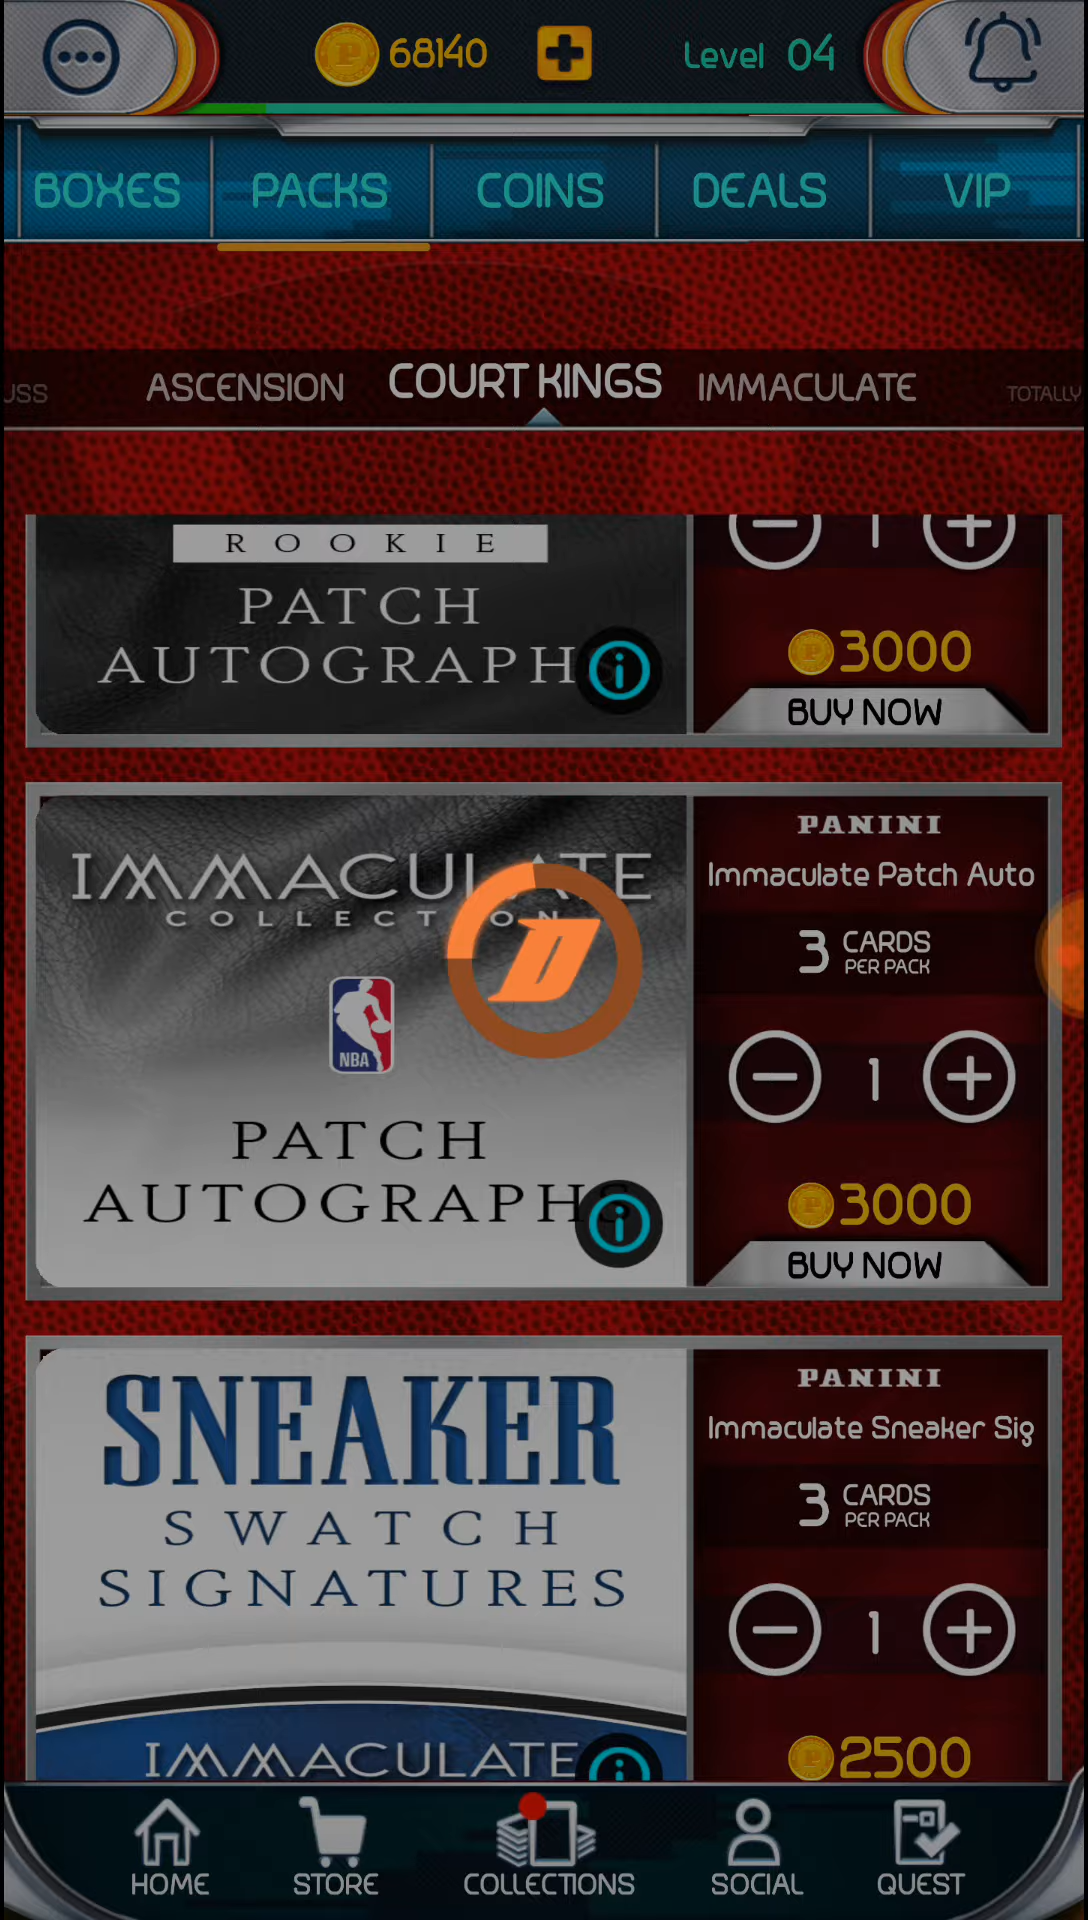 68140
Level 04
BOXES PACKS COINS DEALS VIP
USS ASCENSION COURT KINGS IMMACULATE TOTALLY
ROOKIE
PATCH
AUTOGRAPHS
1
3000
BUY NOW
IMMACULATE
COLLECTION
NBA
PATCH
AUTOGRAPHS
PANINI
Immaculate Patch Auto
3 CARDS
PER PACK
1
3000
BUY NOW
SNEAKER
SWATCH
SIGNATURES
IMMACULATE
PANINI
Immaculate Sneaker Sig
3 CARDS
PER PACK
1
2500
HOME STORE COLLECTIONS SOCIAL QUEST